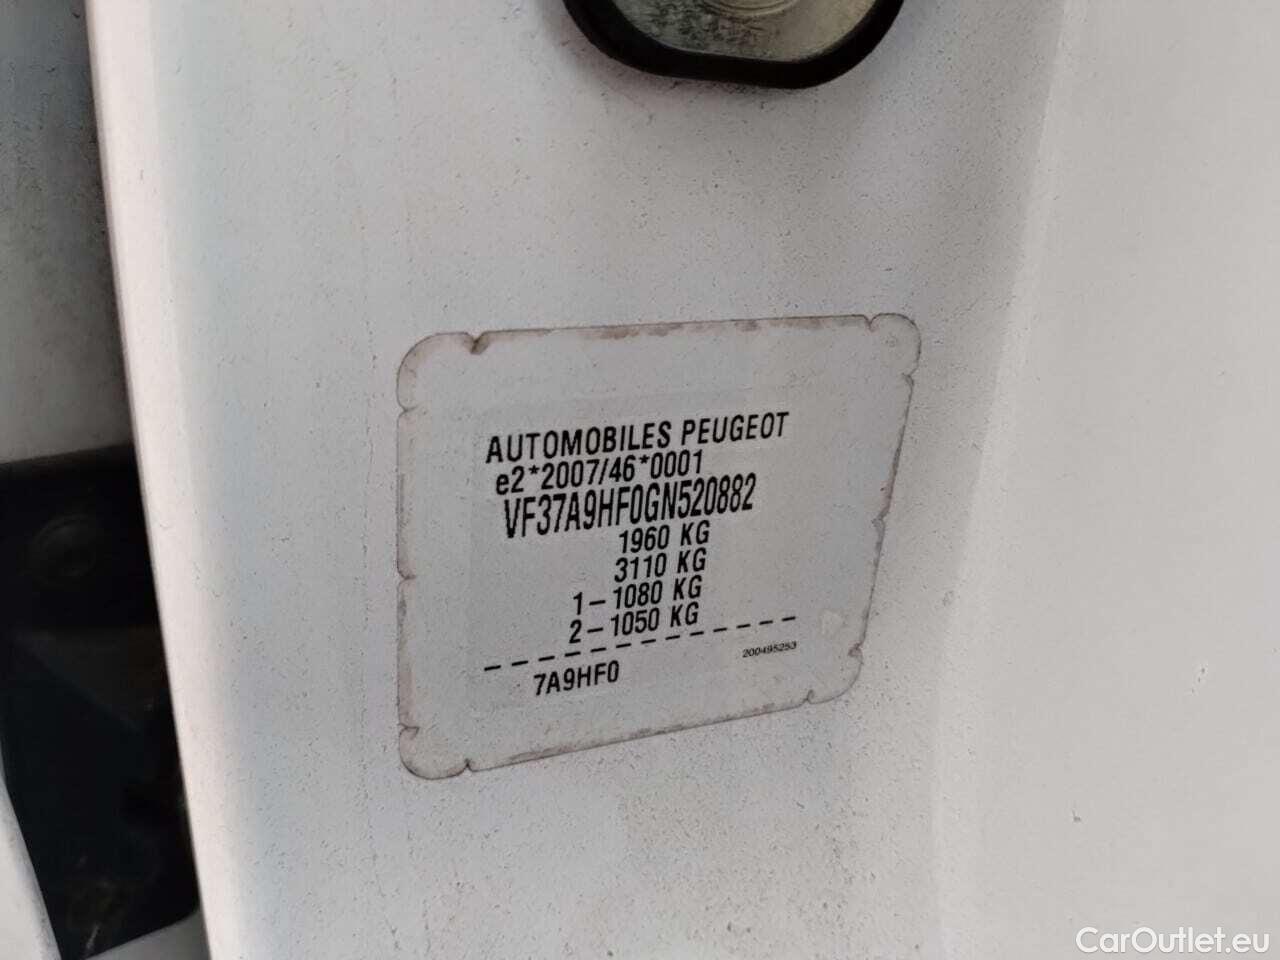 AUTOMOBILES PEUGEOT
e2*2007/46*0001
VF37A9HF0GN520882
1960 KG
3110 KG
1-1080 KG
2-1050 KG
7A9HF0
200495253
CarOutlet.eu